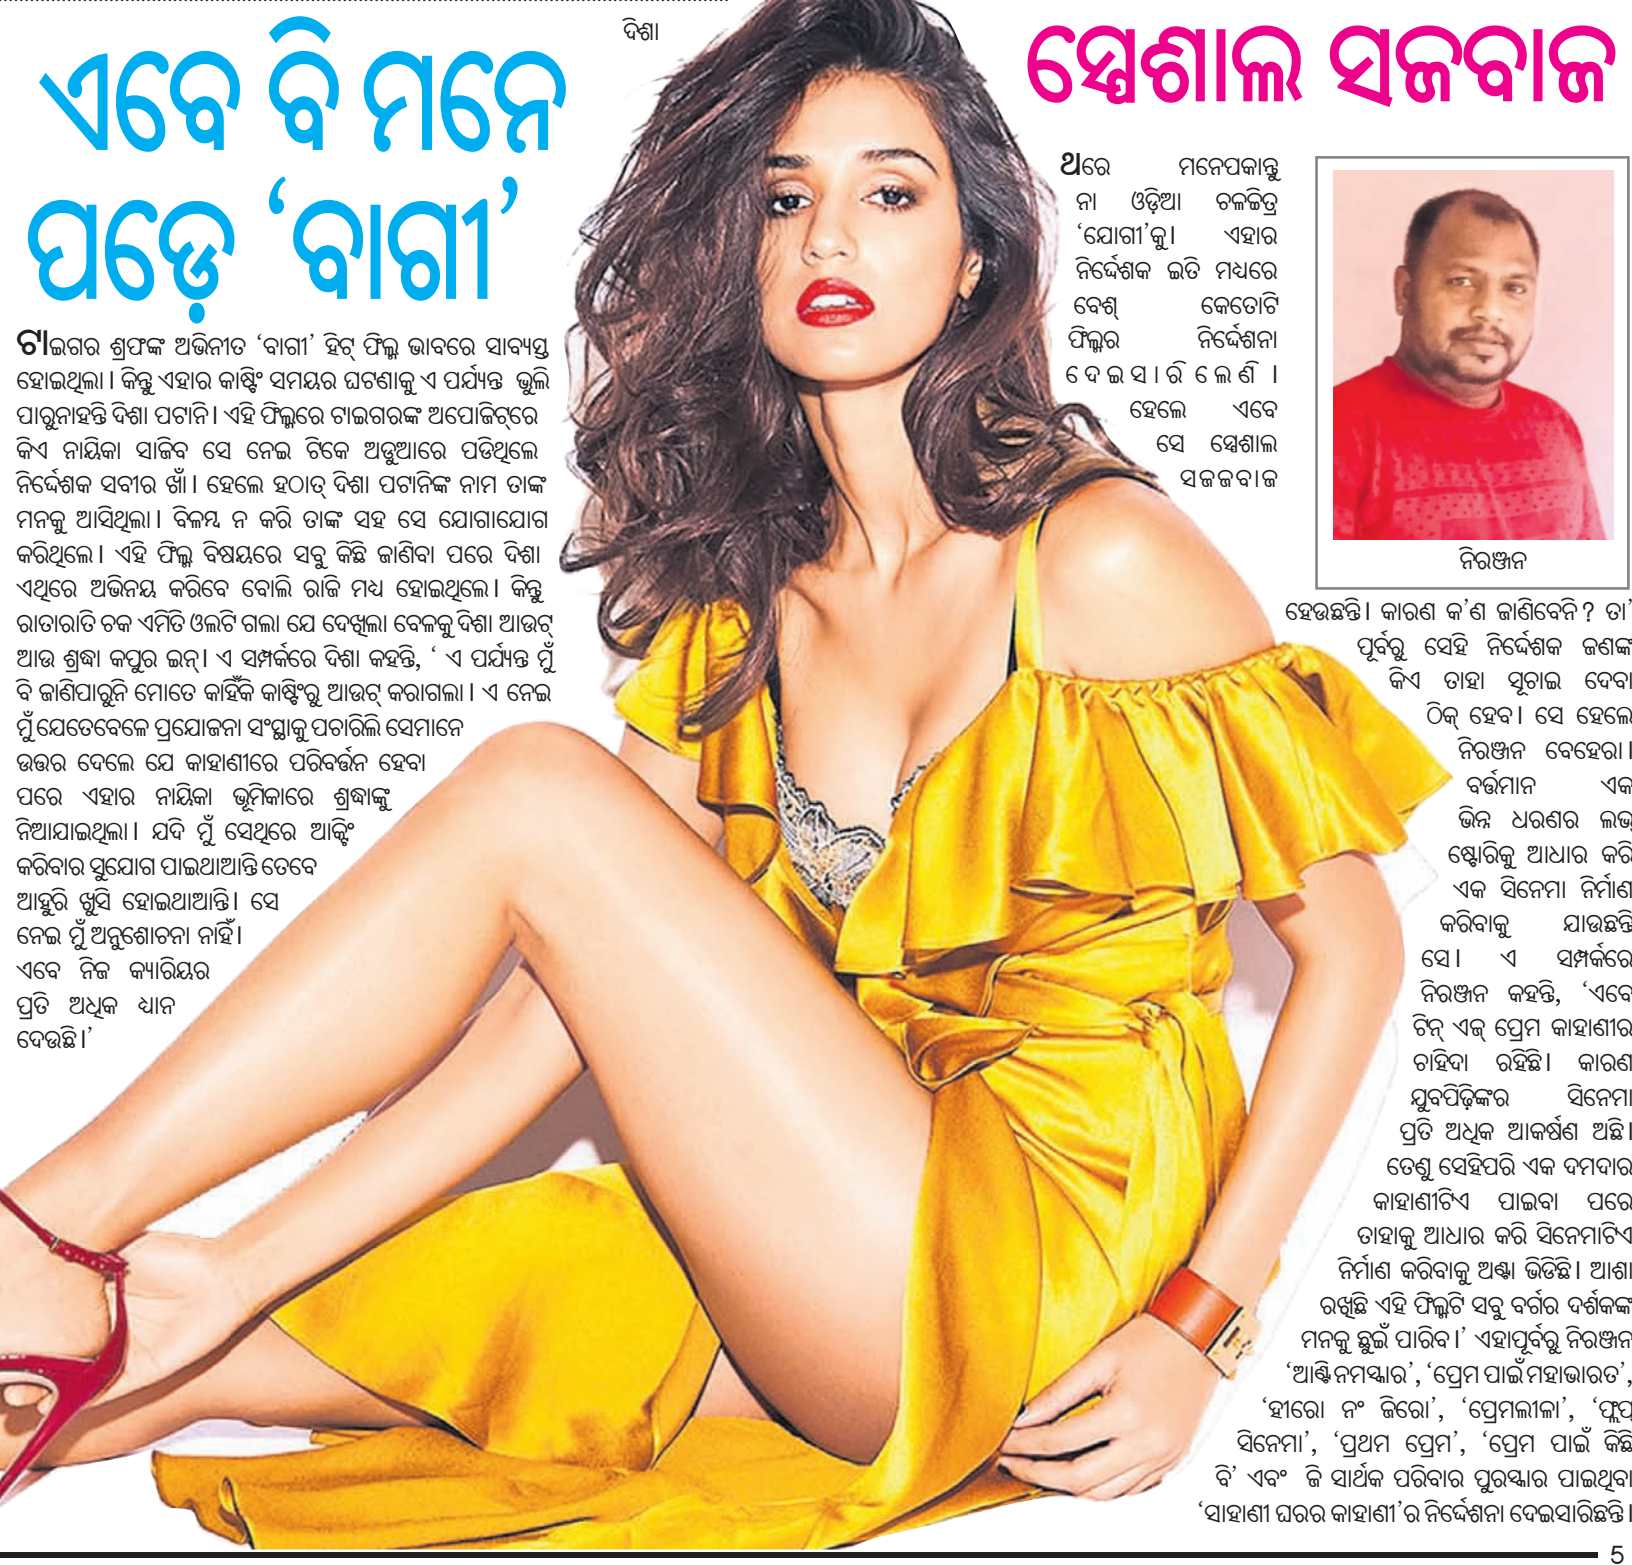 ଏବେ ବି ମନେ
ପଡ଼େ ‘ବାଗୀ’
ଟାଇଗର ଶ୍ରଫଙ୍କ ଅଭିନୀତ ‘ବାଗୀ’ ହିଟ୍ ଫିଲ୍ମ ଭାବରେ ସାବ୍ୟସ୍ତ
ହୋଇଥିଲା । କିନ୍ତୁ ଏହାର କାଷ୍ଟିଂ ସମୟର ଘଟଣାକୁ ଏ ପର୍ଯ୍ୟନ୍ତ ଭୁଲି
ପାରୁନାହାନ୍ତି ଦିଶା ପଟାନି । ଏହି ଫିଲ୍ମରେ ଟାଇଗରଙ୍କ ଅପୋଜିଟ୍‌ରେ
କିଏ ନାୟିକା ସାଜିବ ସେ ନେଇ ଟିକେ ଅଡୁଆରେ ପଡିଥିଲେ
ନିର୍ଦ୍ଦେଶକ ସବୀର ଖାଁ । ହେଲେ ହଠାତ୍ ଦିଶା ପଟାନିଙ୍କ ନାମ ତାଙ୍କ
ମନକୁ ଆସିଥିଲା । ବିଳମ୍ବ ନ କରି ତାଙ୍କ ସହ ସେ ଯୋଗାଯୋଗ
କରିଥିଲେ । ଏହି ଫିଲ୍ମ ବିଷୟରେ ସବୁ କିଛି ଜାଣିବା ପରେ ଦିଶା
ଏଥିରେ ଅଭିନୟ କରିବେ ବୋଲି ରାଜି ମଧ୍ୟ ହୋଇଥିଲେ । କିନ୍ତୁ
ରାତାରାତି ଚକ ଏମିତି ଓଲଟି ଗଲା ଯେ ଦେଖିଲା ବେଳକୁ ଦିଶା ଆଉଟ୍
ଆଉ ଶ୍ରଦ୍ଧା କପୁର ଇନ୍ । ଏ ସମ୍ପର୍କରେ ଦିଶା କହନ୍ତି, ‘ ଏ ପର୍ଯ୍ୟନ୍ତ ମୁଁ
ବି ଜାଣିପାରୁନି ମୋତେ କାହିଁକି କାଷ୍ଟିଂରୁ ଆଉଟ୍ କରାଗଲା । ଏ ନେଇ
ମୁଁ ଯେତେବେଳେ ପ୍ରଯୋଜନା ସଂସ୍ଥାକୁ ପଚାରିଲି ସେମାନେ
ଉତ୍ତର ଦେଲେ ଯେ କାହାଣୀରେ ପରିବର୍ତ୍ତନ ହେବା
ପରେ ଏହାର ନାୟିକା ଭୂମିକାରେ ଶ୍ରଦ୍ଧାଙ୍କୁ
ନିଆଯାଇଥିଲା । ଯଦି ମୁଁ ସେଥିରେ ଆକ୍ଟିଂ
କରିବାର ସୁଯୋଗ ପାଇଥାଆନ୍ତି ତେବେ
ଆହୁରି ଖୁସି ହୋଇଥାଆନ୍ତି । ସେ
ନେଇ ମୁଁ ଅନୁଶୋଚନା ନାହିଁ ।
ଏବେ ନିଜ କ୍ୟାରିୟର
ପ୍ରତି ଅଧିକ ଧ୍ୟାନ
ଦେଉଛି ।’
ଦିଶା
ସ୍ପେଶାଲ ସଜବାଜ
ଥରେ ମନେପକାନ୍ତୁ
ନା ଓଡ଼ିଆ ଚଳଚ୍ଚିତ୍ର
‘ଯୋଗୀ’କୁ । ଏହାର
ନିର୍ଦ୍ଦେଶକ ଇତି ମଧ୍ୟରେ
ବେଶ୍ କେତୋଟି
ଫିଲ୍ମର ନିର୍ଦ୍ଦେଶନା
ଦେଇସାରିଲେଣି ।
ହେଲେ ଏବେ
ସେ ସ୍ପେଶାଲ
ସଜଜବାଜ
ନିରଞ୍ଜନ
ହେଉଛନ୍ତି । କାରଣ କ’ଣ ଜାଣିବେନି ? ତା’
ପୂର୍ବରୁ ସେହି ନିର୍ଦ୍ଦେଶକ ଜଣଙ୍କ
କିଏ ତାହା ସୂଚାଇ ଦେବା
ଠିକ୍ ହେବ । ସେ ହେଲେ
ନିରଞ୍ଜନ ବେହେରା ।
ବର୍ତ୍ତମାନ ଏକ
ଭିନ୍ନ ଧରଣର ଲଭ୍
ଷ୍ଟୋରିକୁ ଆଧାର କରି
ଏକ ସିନେମା ନିର୍ମାଣ
କରିବାକୁ ଯାଉଛନ୍ତି
ସେ । ଏ ସମ୍ପର୍କରେ
ନିରଞ୍ଜନ କହନ୍ତି, ‘ଏବେ
ଟିନ୍ ଏଜ୍ ପ୍ରେମ କାହାଣୀର
ଚାହିଦା ରହିଛି । କାରଣ
ଯୁବପିଢ଼ିଙ୍କର ସିନେମା
ପ୍ରତି ଅଧିକ ଆକର୍ଷଣ ଅଛି ।
ତେଣୁ ସେହିପରି ଏକ ଦମଦାର
କାହାଣୀଟିଏ ପାଇବା ପରେ
ତାହାକୁ ଆଧାର କରି ସିନେମାଟିଏ
ନିର୍ମାଣ କରିବାକୁ ଅଣ୍ଟା ଭିଡିଛି । ଆଶା
ରଖିଛି ଏହି ଫିଲ୍ମଟି ସବୁ ବର୍ଗର ଦର୍ଶକଙ୍କ
ମନକୁ ଛୁଇଁ ପାରିବ ।’ ଏହାପୂର୍ବରୁ ନିରଞ୍ଜନ
‘ଆଣ୍ଟି ନମସ୍କାର’, ‘ପ୍ରେମ ପାଇଁ ମହାଭାରତ’,
‘ହୀରୋ ନଂ ଜିରୋ’, ‘ପ୍ରେମଲୀଳା’, ‘ଫ୍ଲପ୍
ସିନେମା’, ‘ପ୍ରଥମ ପ୍ରେମ’, ‘ପ୍ରେମ ପାଇଁ କିଛି
ବି’ ଏବଂ ଜି ସାର୍ଥକ ପରିବାର ପୁରସ୍କାର ପାଇଥିବା
‘ସାହାଣୀ ଘରର କାହାଣୀ’ର ନିର୍ଦ୍ଦେଶନା ଦେଇସାରିଛନ୍ତି ।
5